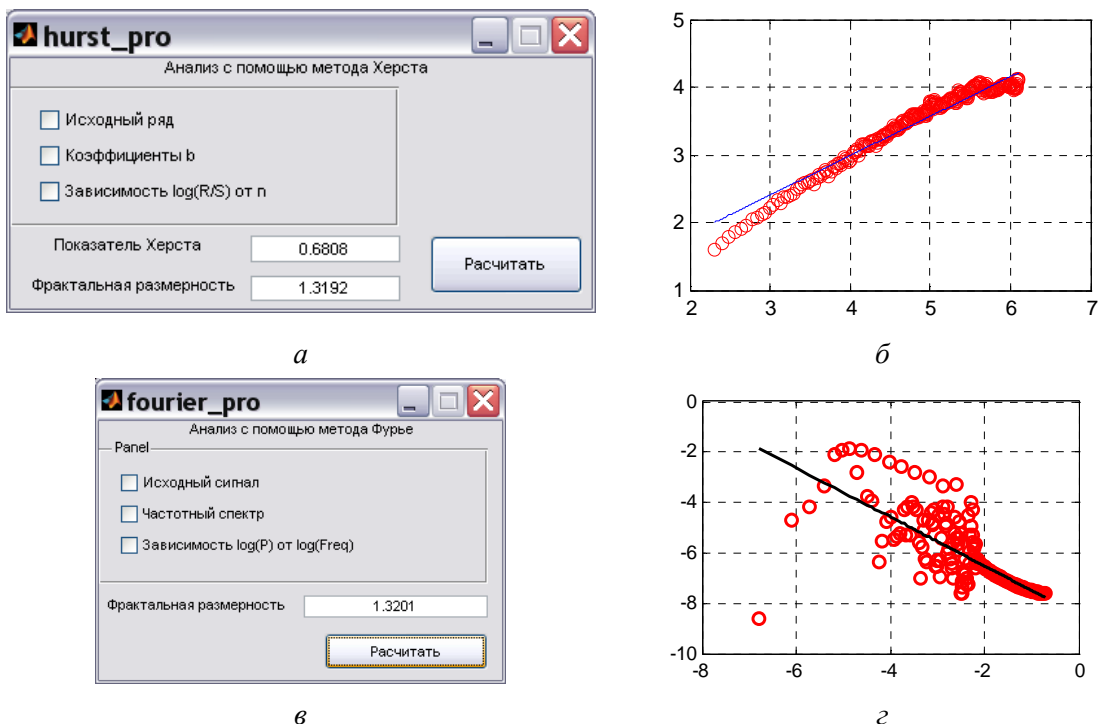 hurst_pro
Анализ с помощью метода Херста
Исходный ряд
Коэффициенты b
Зависимость log(R/S) от n
Показатель Херста 0.6808
Фрактальная размерность 1.3192
Расчитать
а
5
4
3
2
1
2 3 4 5 6 7
б
fourier_pro
Анализ с помощью метода Фурье
Panel
Исходный сигнал
Частотный спектр
Зависимость log(P) от log(Freq)
Фрактальная размерность 1.3201
Расчитать
в
0
-2
-4
-6
-8
-10
-8 -6 -4 -2 0
г